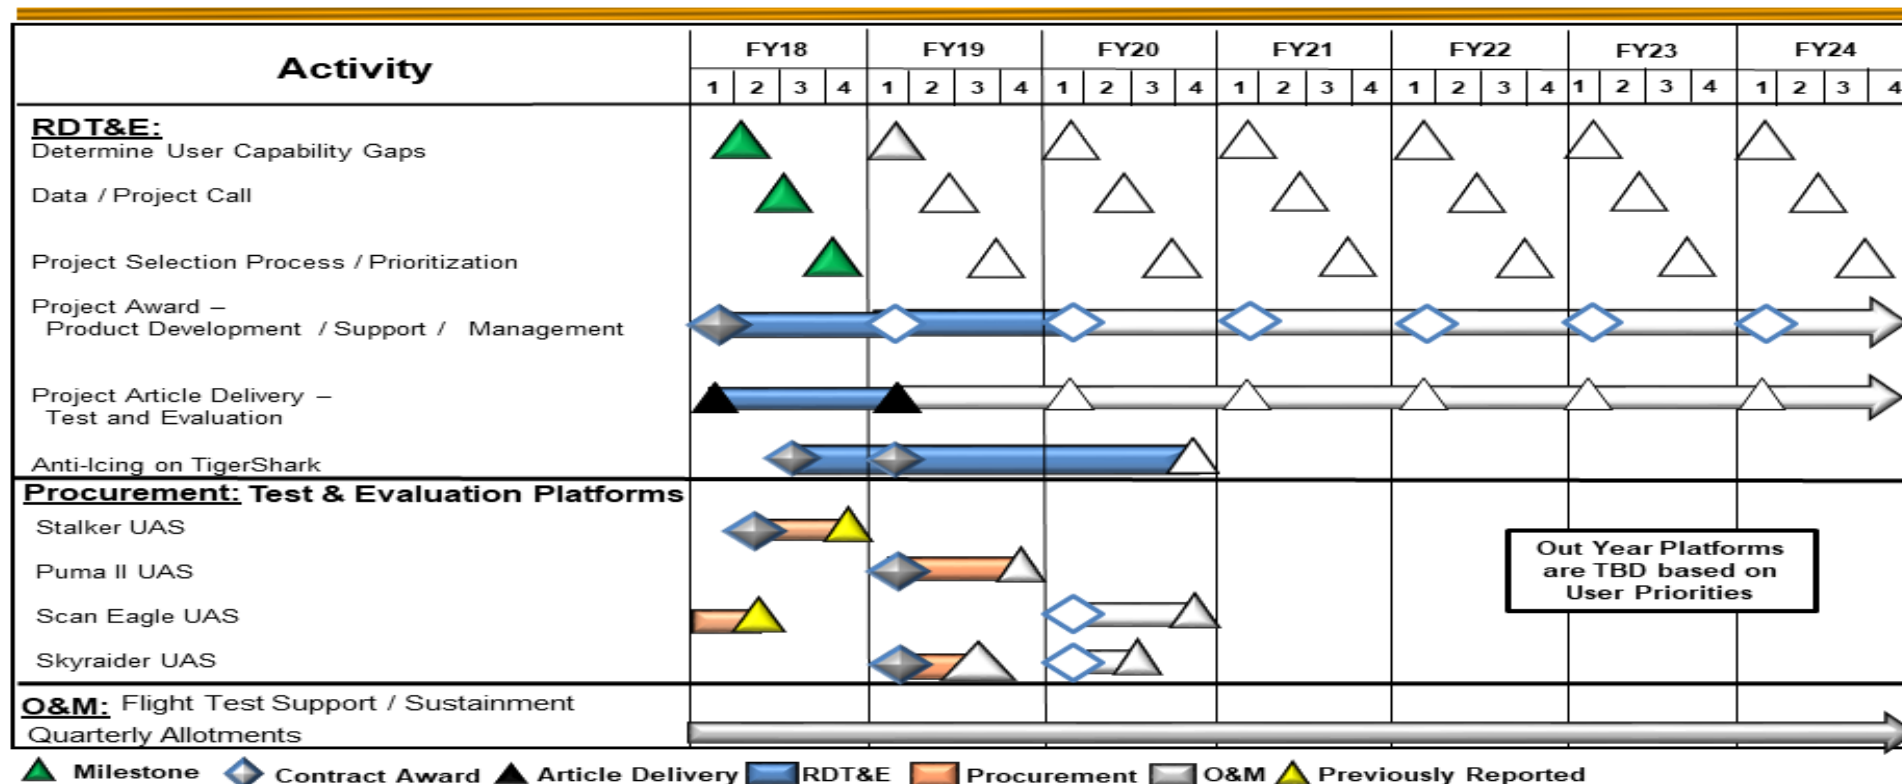 Activity
FY18 FY19 FY20 FY21 FY22 FY23 FY24
1 2 3 4 1 2 3 4 1 2 3 4 1 2 3 4 1 2 3 4 1 2 3 4 1 2 3 4
RDT&E:
Determine User Capability Gaps
Data / Project Call
Project Selection Process / Prioritization
Project Award –
Product Development / Support / Management
Project Article Delivery –
Test and Evaluation
Anti-Icing on TigerShark
Procurement: Test & Evaluation Platforms
Stalker UAS
Puma II UAS
Scan Eagle UAS
Skyraider UAS
Out Year Platforms
are TBD based on
User Priorities
O&M: Flight Test Support / Sustainment
Quarterly Allotments
Milestone Contract Award Article Delivery RDT&E Procurement O&M Previously Reported